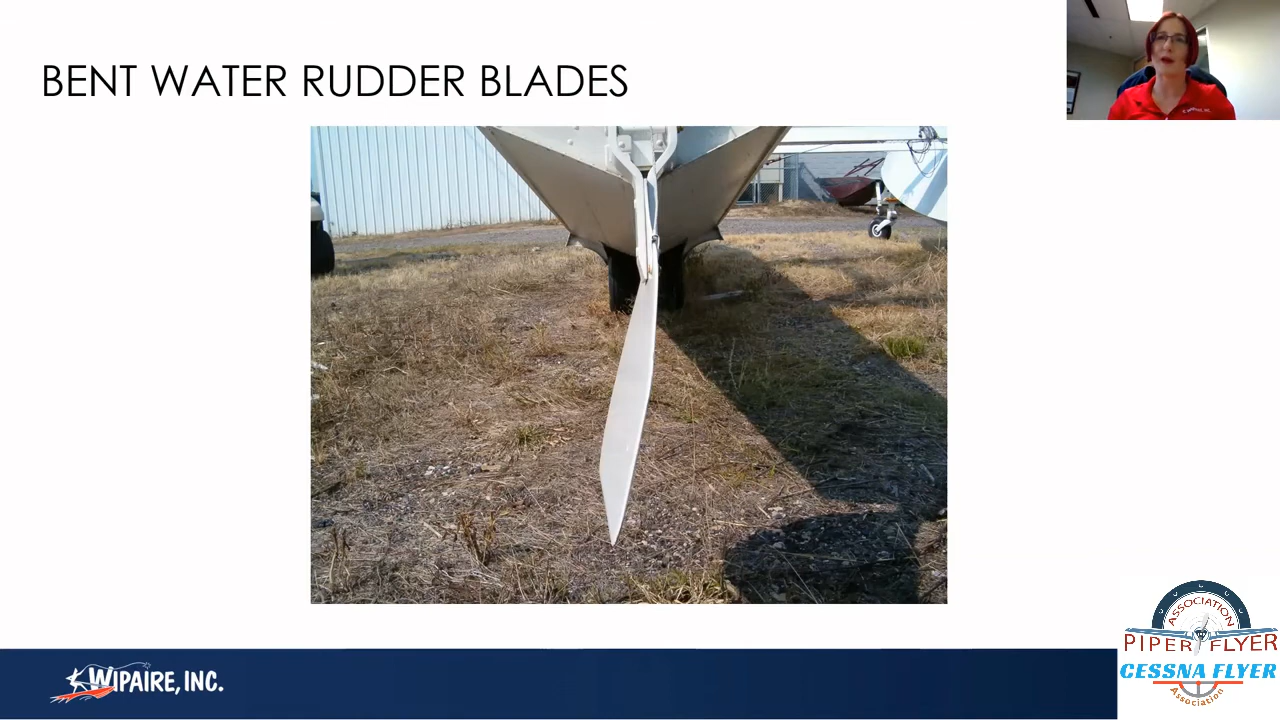 BENT WATER RUDDER BLADES
WIPAIRE, INC.
ASSOCIATION
PIPER FLYER
CESSNA FLYER
Association